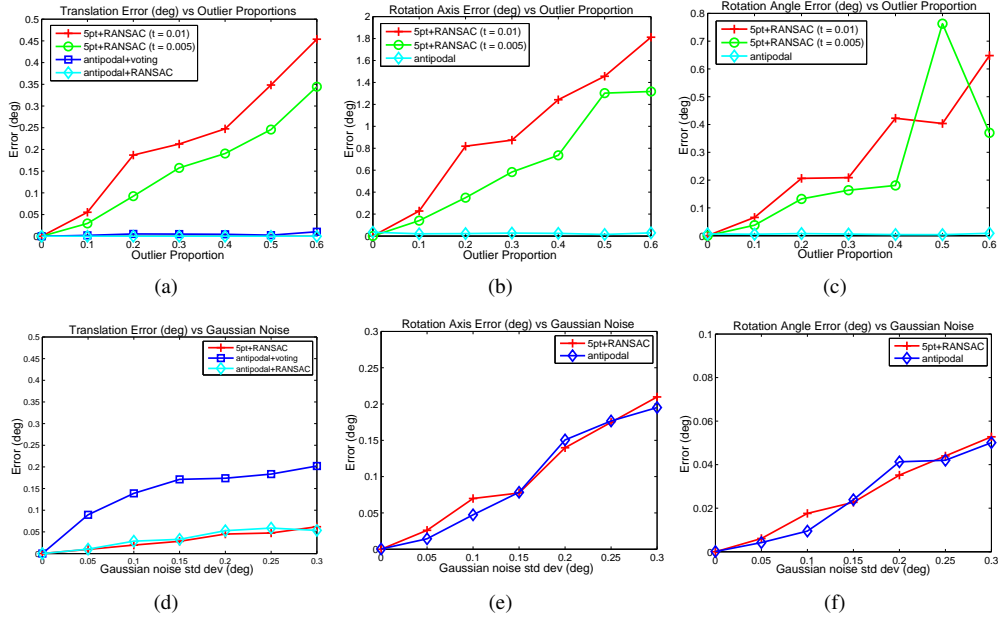 Translation Error (deg) vs Outlier Proportions
5pt+RANSAC (t = 0.01)
5pt+RANSAC (t = 0.005)
antipodal+voting
antipodal+RANSAC
Error (deg)
0.5
0.45
0.4
0.35
0.3
0.25
0.2
0.15
0.1
0.05
0
0 0.1 0.2 0.3 0.4 0.5 0.6
Outlier Proportion
(a)
Rotation Axis Error (deg) vs Outlier Proportion
5pt+RANSAC (t = 0.01)
5pt+RANSAC (t = 0.005)
antipodal
Error (deg)
2
1.8
1.6
1.4
1.2
1
0.8
0.6
0.4
0.2
0
0 0.1 0.2 0.3 0.4 0.5 0.6
Outlier Proportion
(b)
Rotation Angle Error (deg) vs Outlier Proportion
5pt+RANSAC (t = 0.01)
5pt+RANSAC (t = 0.005)
antipodal
Error (deg)
0.8
0.7
0.6
0.5
0.4
0.3
0.2
0.1
0
0 0.1 0.2 0.3 0.4 0.5 0.6
Outlier Proportion
(c)
Translation Error (deg) vs Gaussian Noise
5pt+RANSAC
antipodal+voting
antipodal+RANSAC
Error (deg)
0.5
0.45
0.4
0.35
0.3
0.25
0.2
0.15
0.1
0.05
0
0 0.05 0.1 0.15 0.2 0.25 0.3
Gaussian noise std dev (deg)
(d)
Rotation Axis Error (deg) vs Gaussian Noise
5pt+RANSAC
antipodal
Error (deg)
0.3
0.25
0.2
0.15
0.1
0.05
0
0 0.05 0.1 0.15 0.2 0.25 0.3
Gaussian noise std dev (deg)
(e)
Rotation Angle Error (deg) vs Gaussian Noise
5pt+RANSAC
antipodal
Error (deg)
0.1
0.08
0.06
0.04
0.02
0
0 0.05 0.1 0.15 0.2 0.25 0.3
Gaussian noise std dev (deg)
(f)